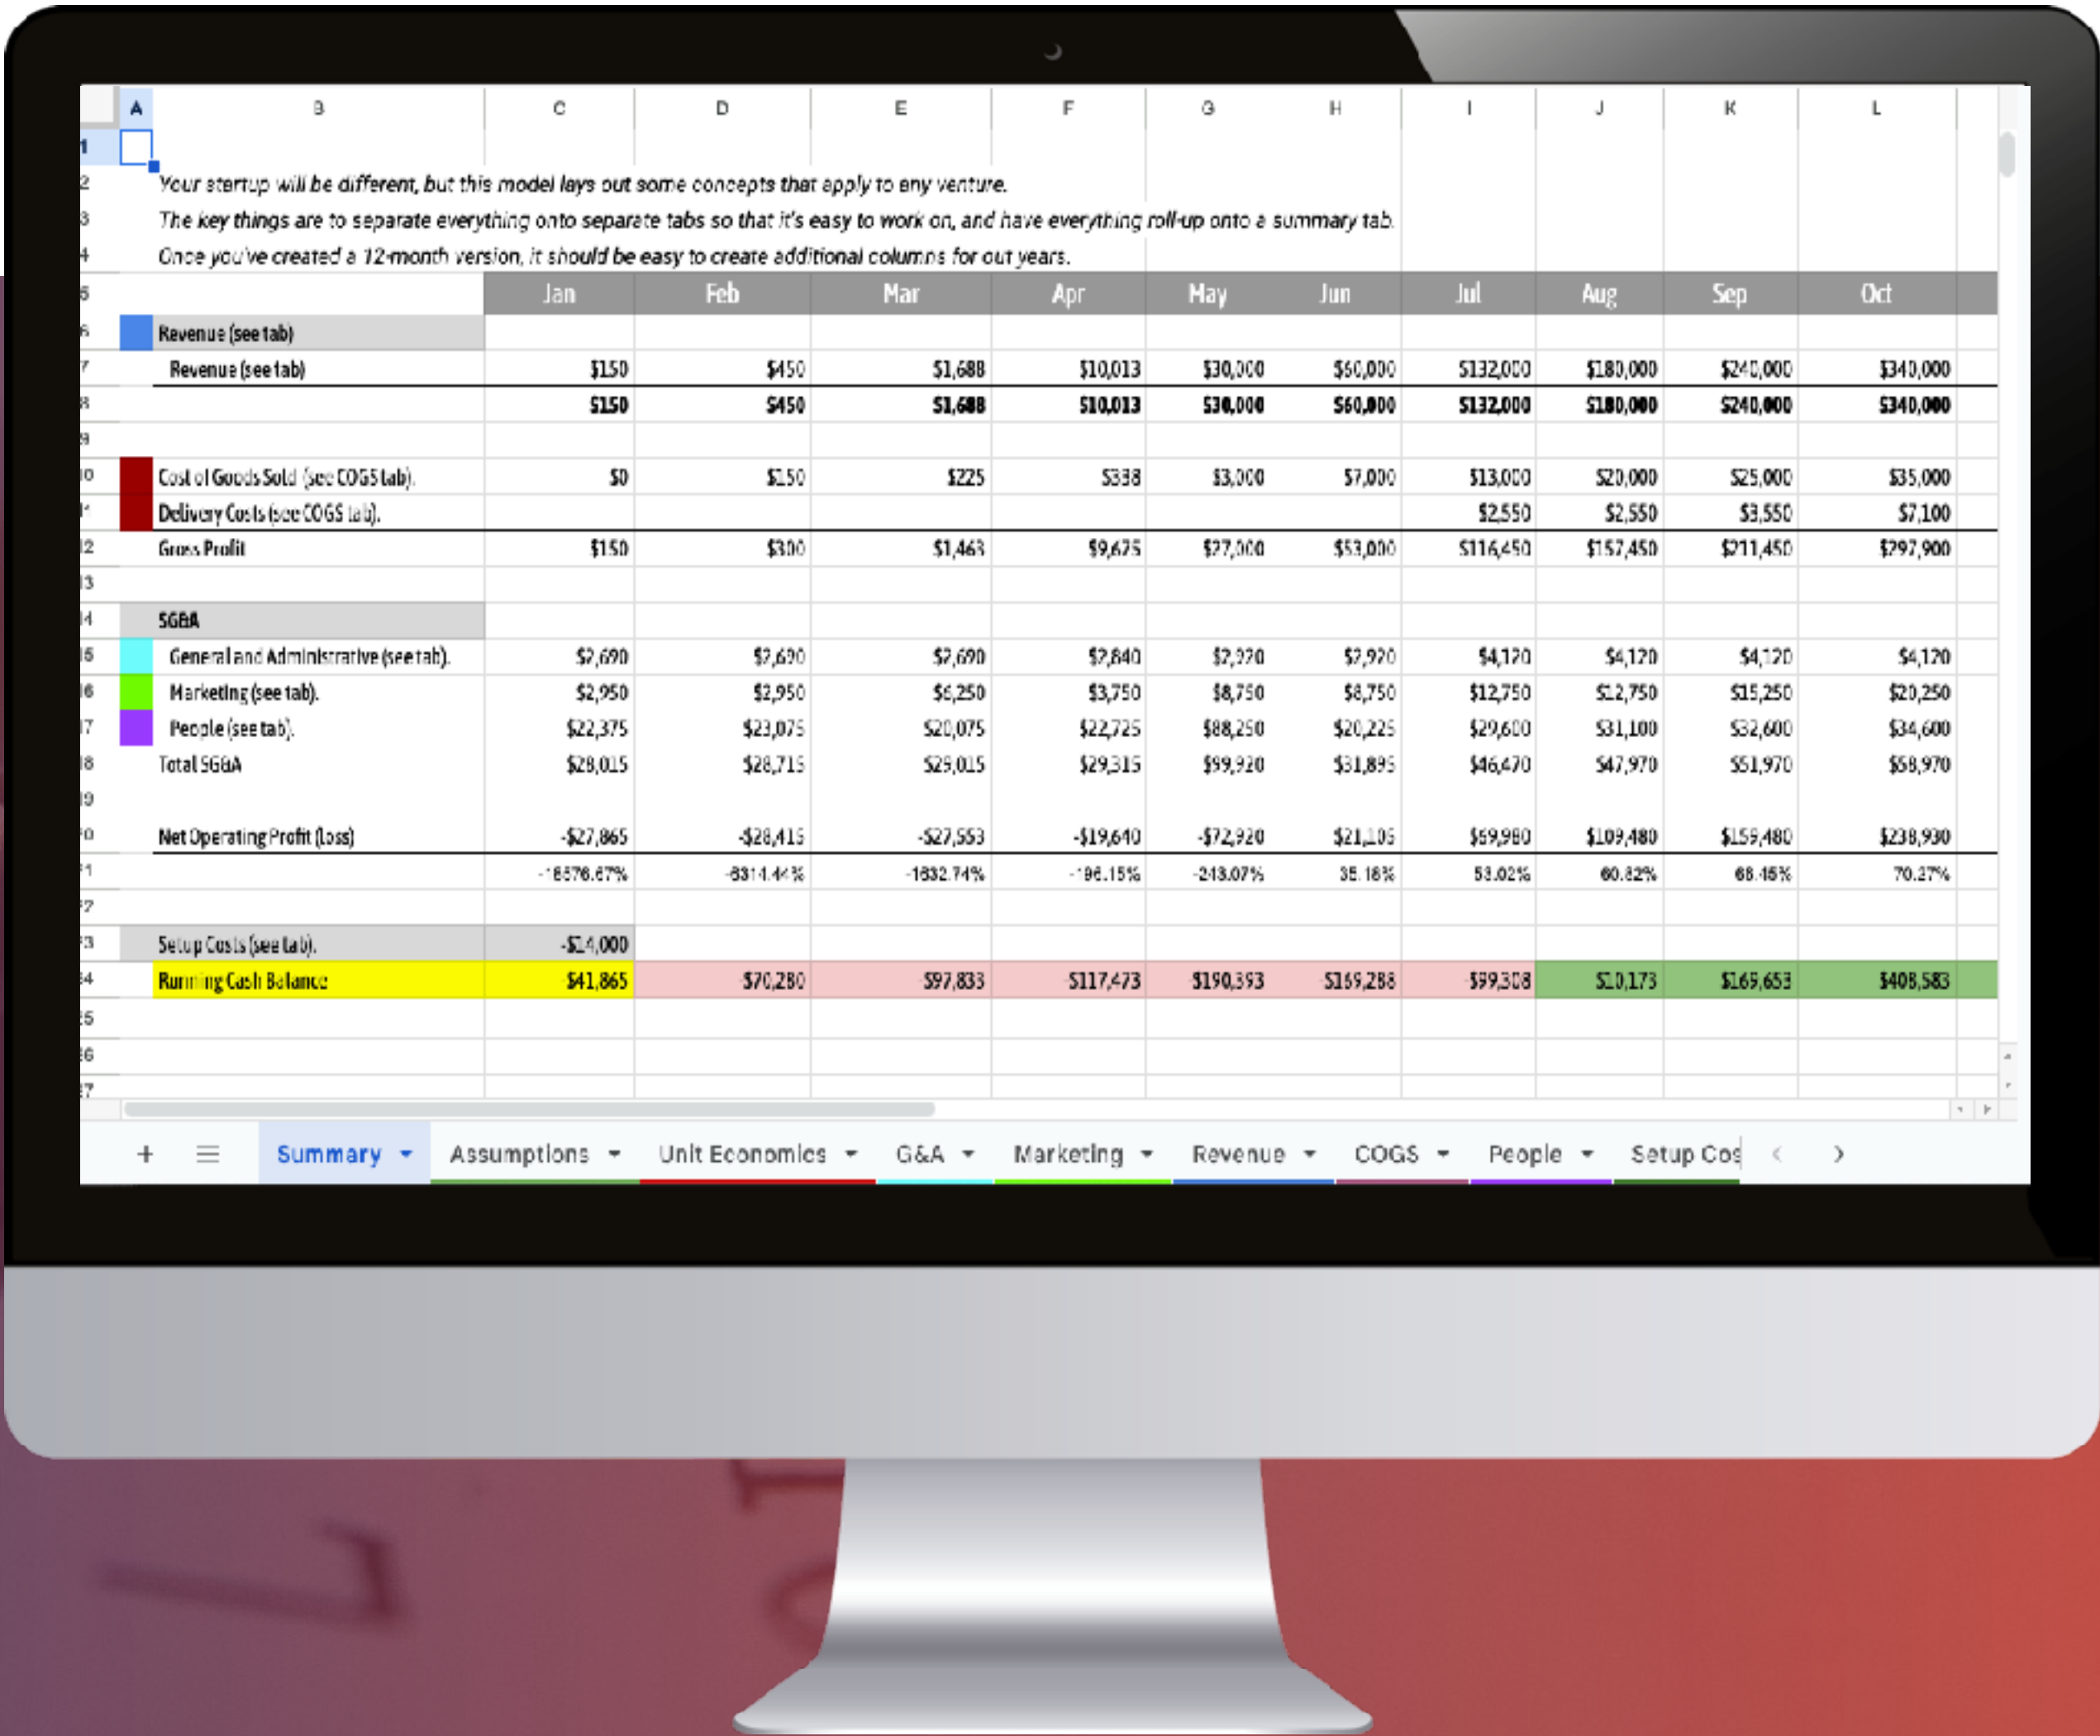 A B C D E F G H I J K L
1
2 Your startup will be different, but this model lays out some concepts that apply to any venture.
3 The key things are to separate everything onto separate tabs so that it's easy to work on, and have everything roll-up onto a summary tab.
4 Once you've created a 12-month version, it should be easy to create additional columns for out years.
5 Jan Feb Mar Apr May Jun Jul Aug Sep Oct
6 Revenue (see tab)
7 Revenue (see tab) $150 $450 $1,688 $10,013 $30,000 $60,000 $132,000 $180,000 $240,000 $340,000
8 $150 $450 $1,688 $10,013 $30,000 $60,000 $132,000 $180,000 $240,000 $340,000
9
10 Cost of Goods Sold (see COGS tab). $0 $150 $225 $338 $3,000 $7,000 $13,000 $20,000 $25,000 $35,000
Delivery Costs (see COGS tab). $2,550 $2,550 $3,550 $7,100
12 Gross Profit $150 $300 $1,463 $9,675 $27,000 $53,000 $116,450 $157,450 $211,450 $297,900
13
14 SG&A
15 General and Administrative (see tab). $2,690 $2,690 $2,690 $2,840 $2,920 $2,920 $4,120 $4,120 $4,120 $4,120
16 Marketing (see tab). $2,950 $2,950 $6,250 $3,750 $8,750 $8,750 $12,750 $12,750 $15,250 $20,250
17 People (see tab). $22,375 $23,075 $20,075 $22,725 $88,250 $20,225 $29,600 $31,100 $32,600 $34,600
18 Total SG&A $28,015 $28,715 $29,015 $29,315 $99,920 $31,895 $46,470 $47,970 $51,970 $58,970
19
Net Operating Profit (loss) -$27,865 -$28,415 -$27,553 -$19,640 -$72,920 $21,105 $69,980 $109,480 $159,480 $238,930
-18576.67% -6314.44% -1632.74% -196.15% -243.07% 35.18% 53.02% 60.82% 66.45% 70.27%
Setup Costs (see tab). -$14,000
Running Cash Balance $41,865 -$70,280 -$97,833 -$117,473 -$190,393 -$169,288 -$99,308 $10,173 $169,653 $408,583
+ Summary Assumptions Unit Economics G&A Marketing Revenue COGS People Setup Cos